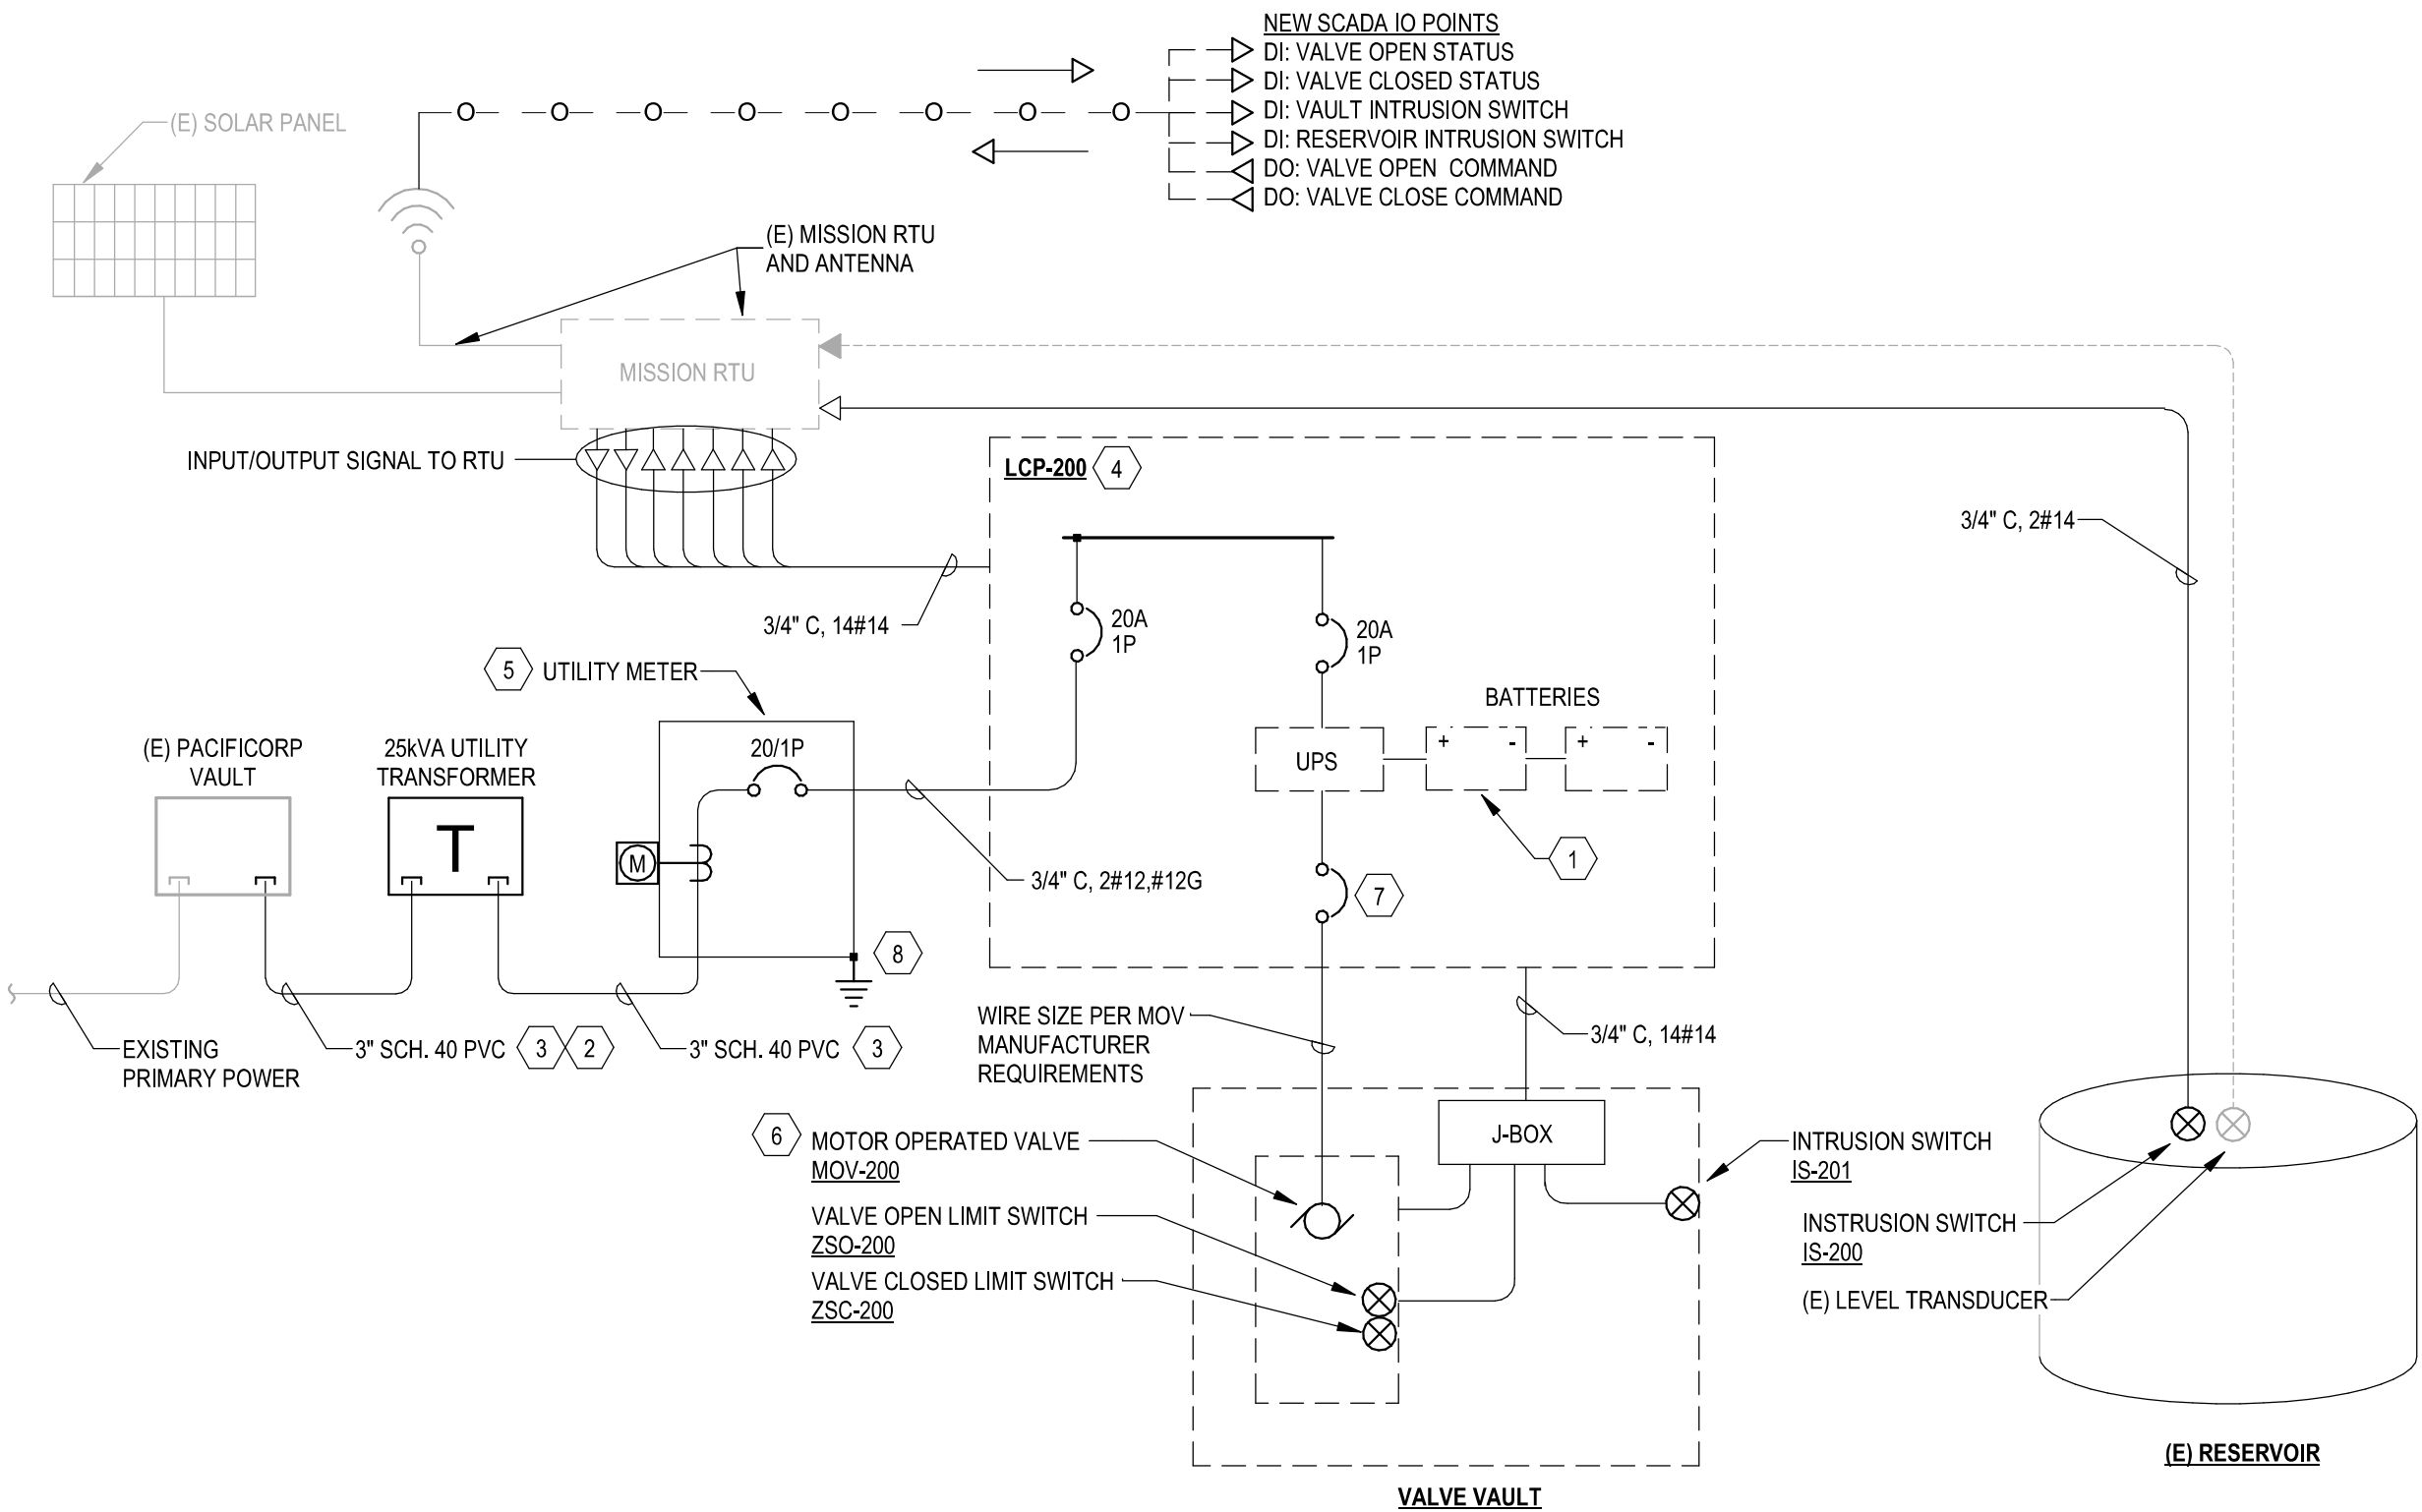 NEW SCADA IO POINTS
DI: VALVE OPEN STATUS
DI: VALVE CLOSED STATUS
DI: VAULT INTRUSION SWITCH
DI: RESERVOIR INTRUSION SWITCH
DO: VALVE OPEN  COMMAND
DO: VALVE CLOSE COMMAND
(E) SOLAR PANEL
(E) MISSION RTU
AND ANTENNA
MISSION RTU
INPUT/OUTPUT SIGNAL TO RTU
LCP-200
4
3/4" C, 2#14
3/4" C, 14#14
20A
1P
20A
1P
5
UTILITY METER
BATTERIES
(E) PACIFICORP
VAULT
25kVA UTILITY
TRANSFORMER
20/1P
UPS
+ -
+ -
T
M
1
3/4" C, 2#12,#12G
7
8
WIRE SIZE PER MOV
MANUFACTURER
REQUIREMENTS
3/4" C, 14#14
EXISTING
PRIMARY POWER
3" SCH. 40 PVC
3
2
3" SCH. 40 PVC
3
6
MOTOR OPERATED VALVE
MOV-200
J-BOX
INTRUSION SWITCH
IS-201
VALVE OPEN LIMIT SWITCH
ZSO-200
INSTRUSION SWITCH
IS-200
VALVE CLOSED LIMIT SWITCH
ZSC-200
(E) LEVEL TRANSDUCER
(E) RESERVOIR
VALVE VAULT